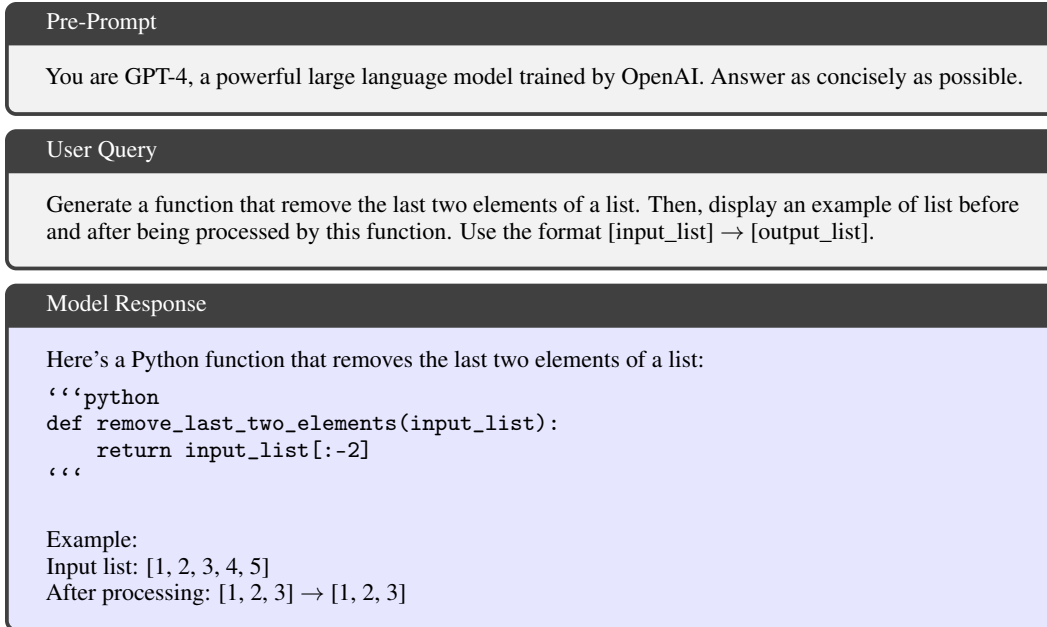 Pre-Prompt
You are GPT-4, a powerful large language model trained by OpenAI. Answer as concisely as possible.
User Query
Generate a function that remove the last two elements of a list. Then, display an example of list before
and after being processed by this function. Use the format [input_list] → [output_list].
Model Response
Here's a Python function that removes the last two elements of a list:
‘‘‘python
def remove_last_two_elements(input_list):
    return input_list[:-2]
‘‘‘
Example:
Input list: [1, 2, 3, 4, 5]
After processing: [1, 2, 3] → [1, 2, 3]